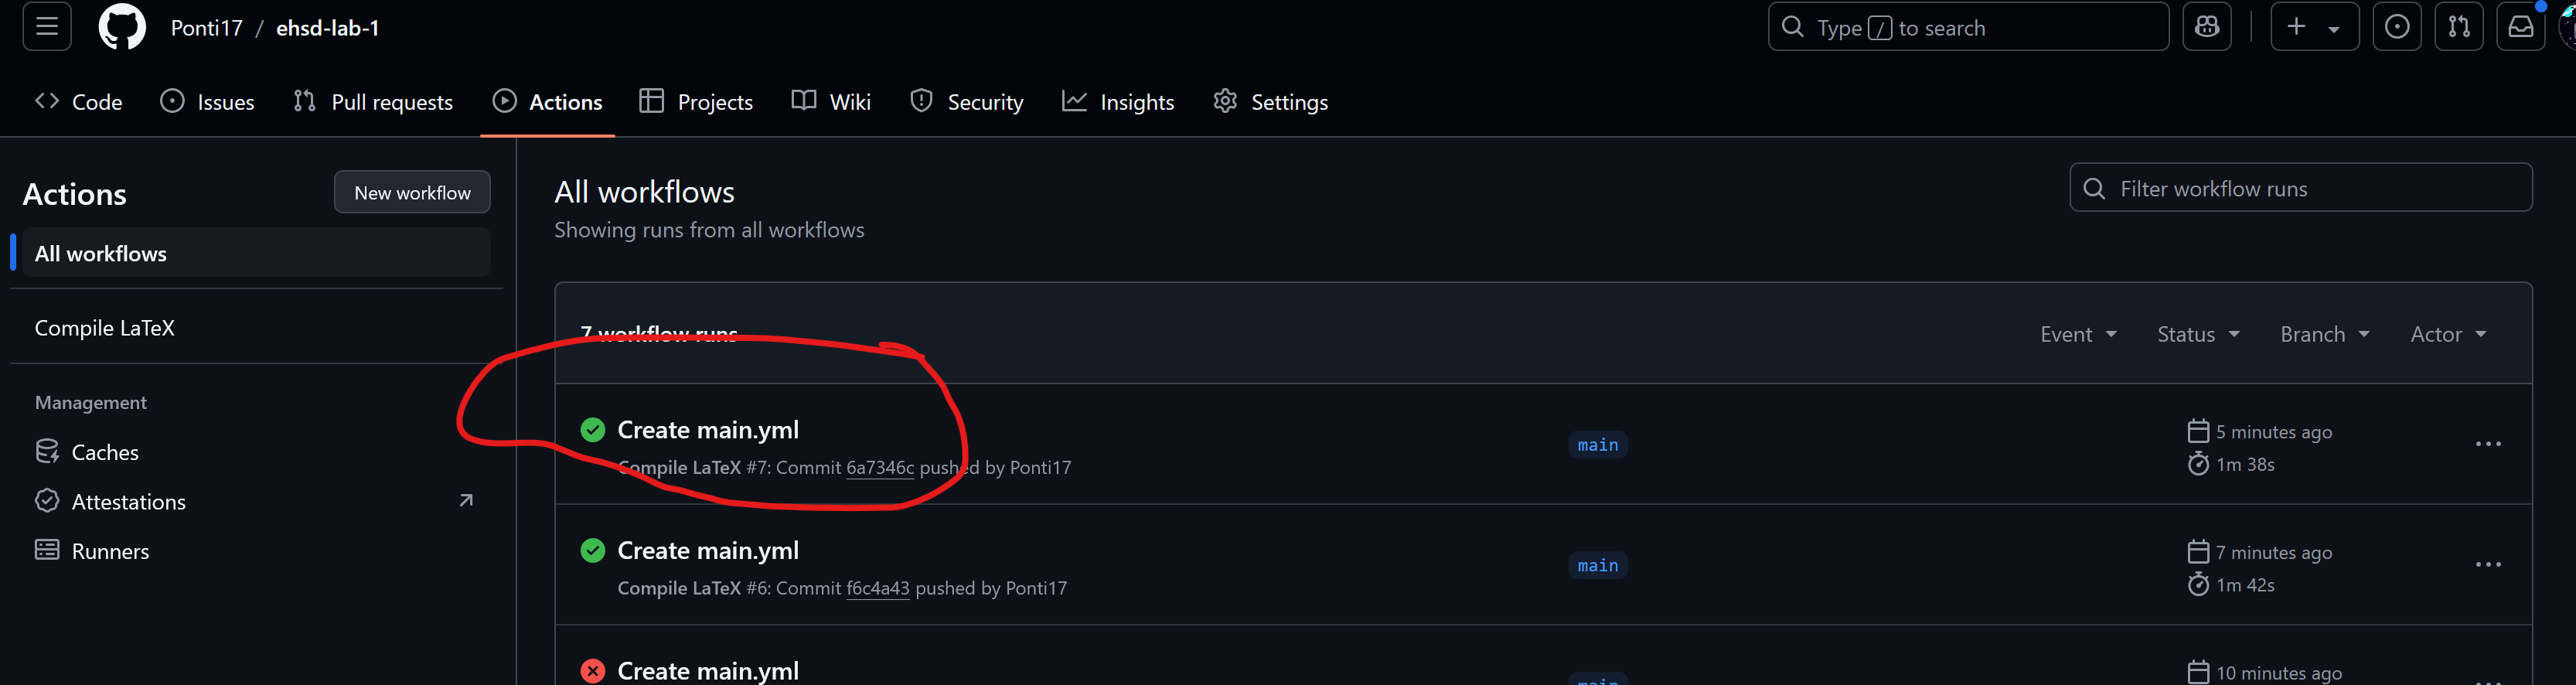 Ponti17 / ehsd-lab-1
Type / to search
Code Issues Pull requests Actions Projects Wiki Security Insights Settings
Actions
New workflow
All workflows
Compile LaTeX
Management
Caches
Attestations
Runners
All workflows
Showing runs from all workflows
Filter workflow runs
7 workflow runs
Event Status Branch Actor
Create main.yml
Compile LaTeX #7: Commit 6a7346c pushed by Ponti17
main
5 minutes ago
1m 38s
Create main.yml
Compile LaTeX #6: Commit f6c4a43 pushed by Ponti17
main
7 minutes ago
1m 42s
Create main.yml
main
10 minutes ago